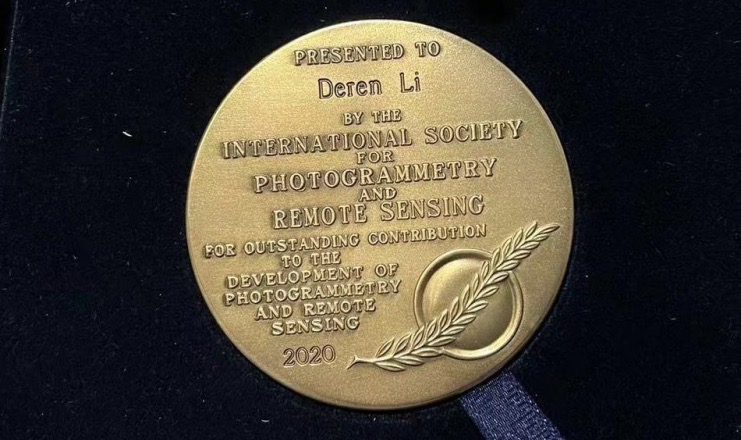 PRESENTED TO
Deren Li
BY THE
INTERNATIONAL SOCIETY
FOR
PHOTOGRAMMETRY
AND
REMOTE SENSING
FOR OUTSTANDING CONTRIBUTION
TO THE
DEVELOPMENT OF
PHOTOGRAMMETRY
AND REMOTE
SENSING
2020